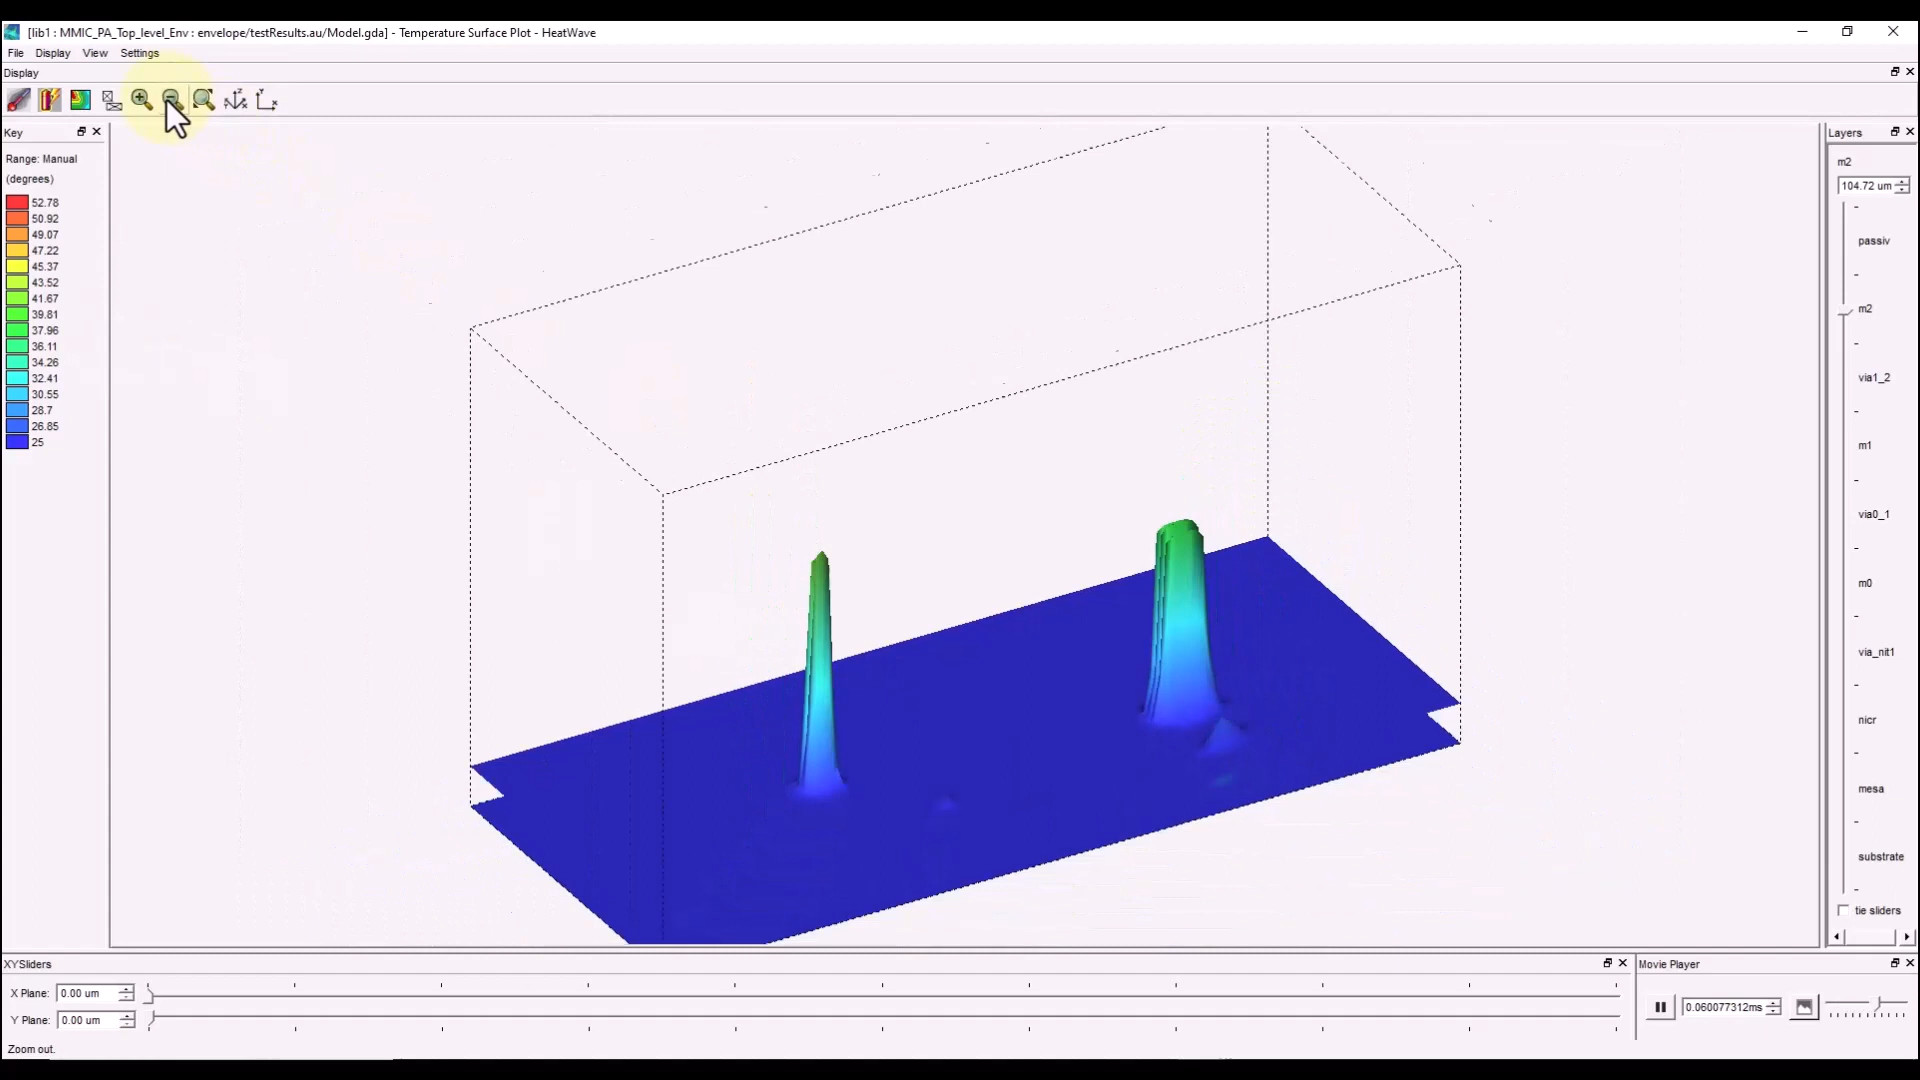 [lib1 : MMIC_PA_Top_level_Env : envelope/testResults.au/Model.gda] - Temperature Surface Plot - HeatWave
File Display View Settings
Display
Key
Range: Manual
(degrees)
52.78
50.92
49.07
47.22
45.37
43.52
41.67
39.81
37.96
36.11
34.26
32.41
30.55
28.7
26.85
25
Layers
m2
104.72 um
passiv
m2
via1_2
m1
via0_1
m0
via_nit1
nicr
mesa
substrate
tie sliders
XYSliders
X Plane: 0.00 um
Y Plane: 0.00 um
Movie Player
0.060077312ms
Zoom out.